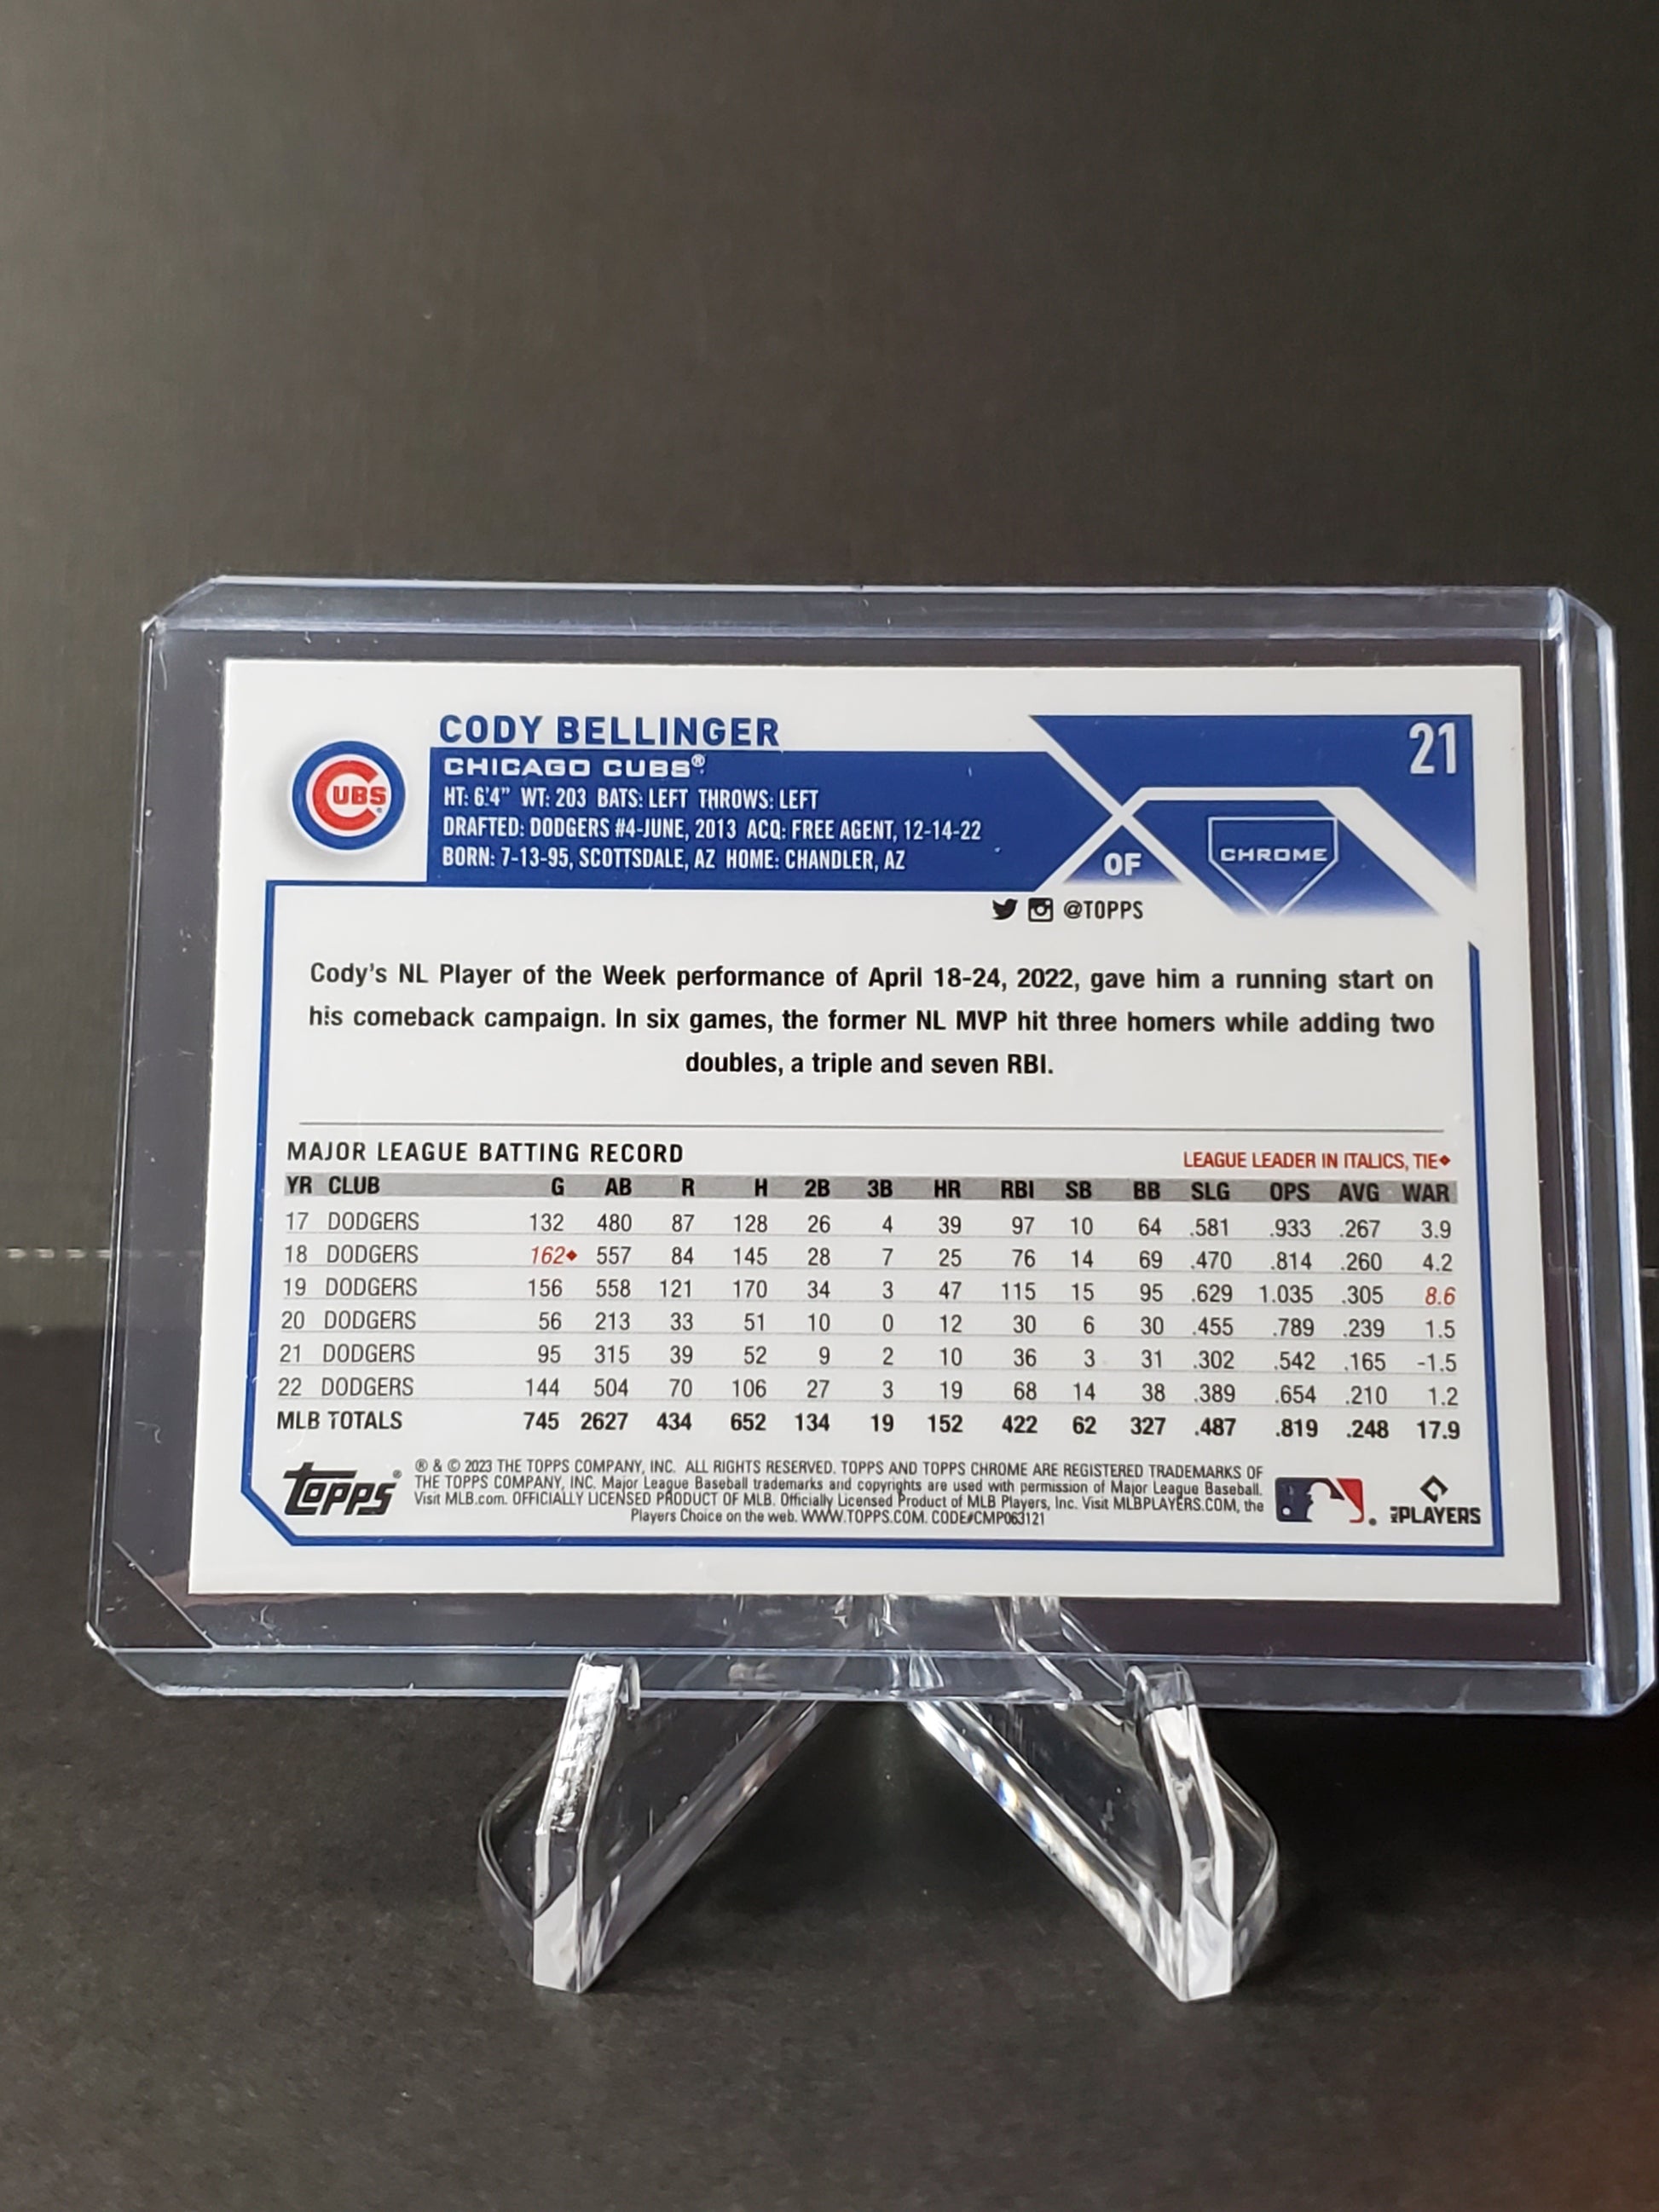 CODY BELLINGER
21
UBS
CHICAGO CUBS®
HT: 6'4" WT: 203 BATS: LEFT THROWS: LEFT
DRAFTED: DODGERS #4-JUNE, 2013 ACQ: FREE AGENT, 12-14-22
BORN: 7-13-95, SCOTTSDALE, AZ HOME: CHANDLER, AZ
OF
CHROME
@TOPPS
Cody's NL Player of the Week performance of April 18-24, 2022, gave him a running start on
his comeback campaign. In six games, the former NL MVP hit three homers while adding two
doubles, a triple and seven RBI.
MAJOR LEAGUE BATTING RECORD
LEAGUE LEADER IN ITALICS, TIE◆
YR CLUB G AB R H 2B 3B HR RBI SB BB SLG OPS AVG WAR
17 DODGERS 132 480 87 128 26 4 39 97 10 64 .581 .933 .267 3.9
18 DODGERS 162◆ 557 84 145 28 7 25 76 14 69 .470 .814 .260 4.2
19 DODGERS 156 558 121 170 34 3 47 115 15 95 .629 1.035 .305 8.6
20 DODGERS 56 213 33 51 10 0 12 30 6 30 .455 .789 .239 1.5
21 DODGERS 95 315 39 52 9 2 10 36 3 31 .302 .542 .165 -1.5
22 DODGERS 144 504 70 106 27 3 19 68 14 38 .389 .654 .210 1.2
MLB TOTALS 745 2627 434 652 134 19 152 422 62 327 .487 .819 .248 17.9
Topps®
® & © 2023 THE TOPPS COMPANY, INC. ALL RIGHTS RESERVED. TOPPS AND TOPPS CHROME ARE REGISTERED TRADEMARKS OF
THE TOPPS COMPANY, INC. Major League Baseball trademarks and copyrights are used with permission of Major League Baseball.
Visit MLB.com. OFFICIALLY LICENSED PRODUCT OF MLB. Officially Licensed Product of MLB Players, Inc. Visit MLBPLAYERS.COM, the
Players Choice on the web. WWW.TOPPS.COM. CODE#CMP063121
MLB PLAYERS